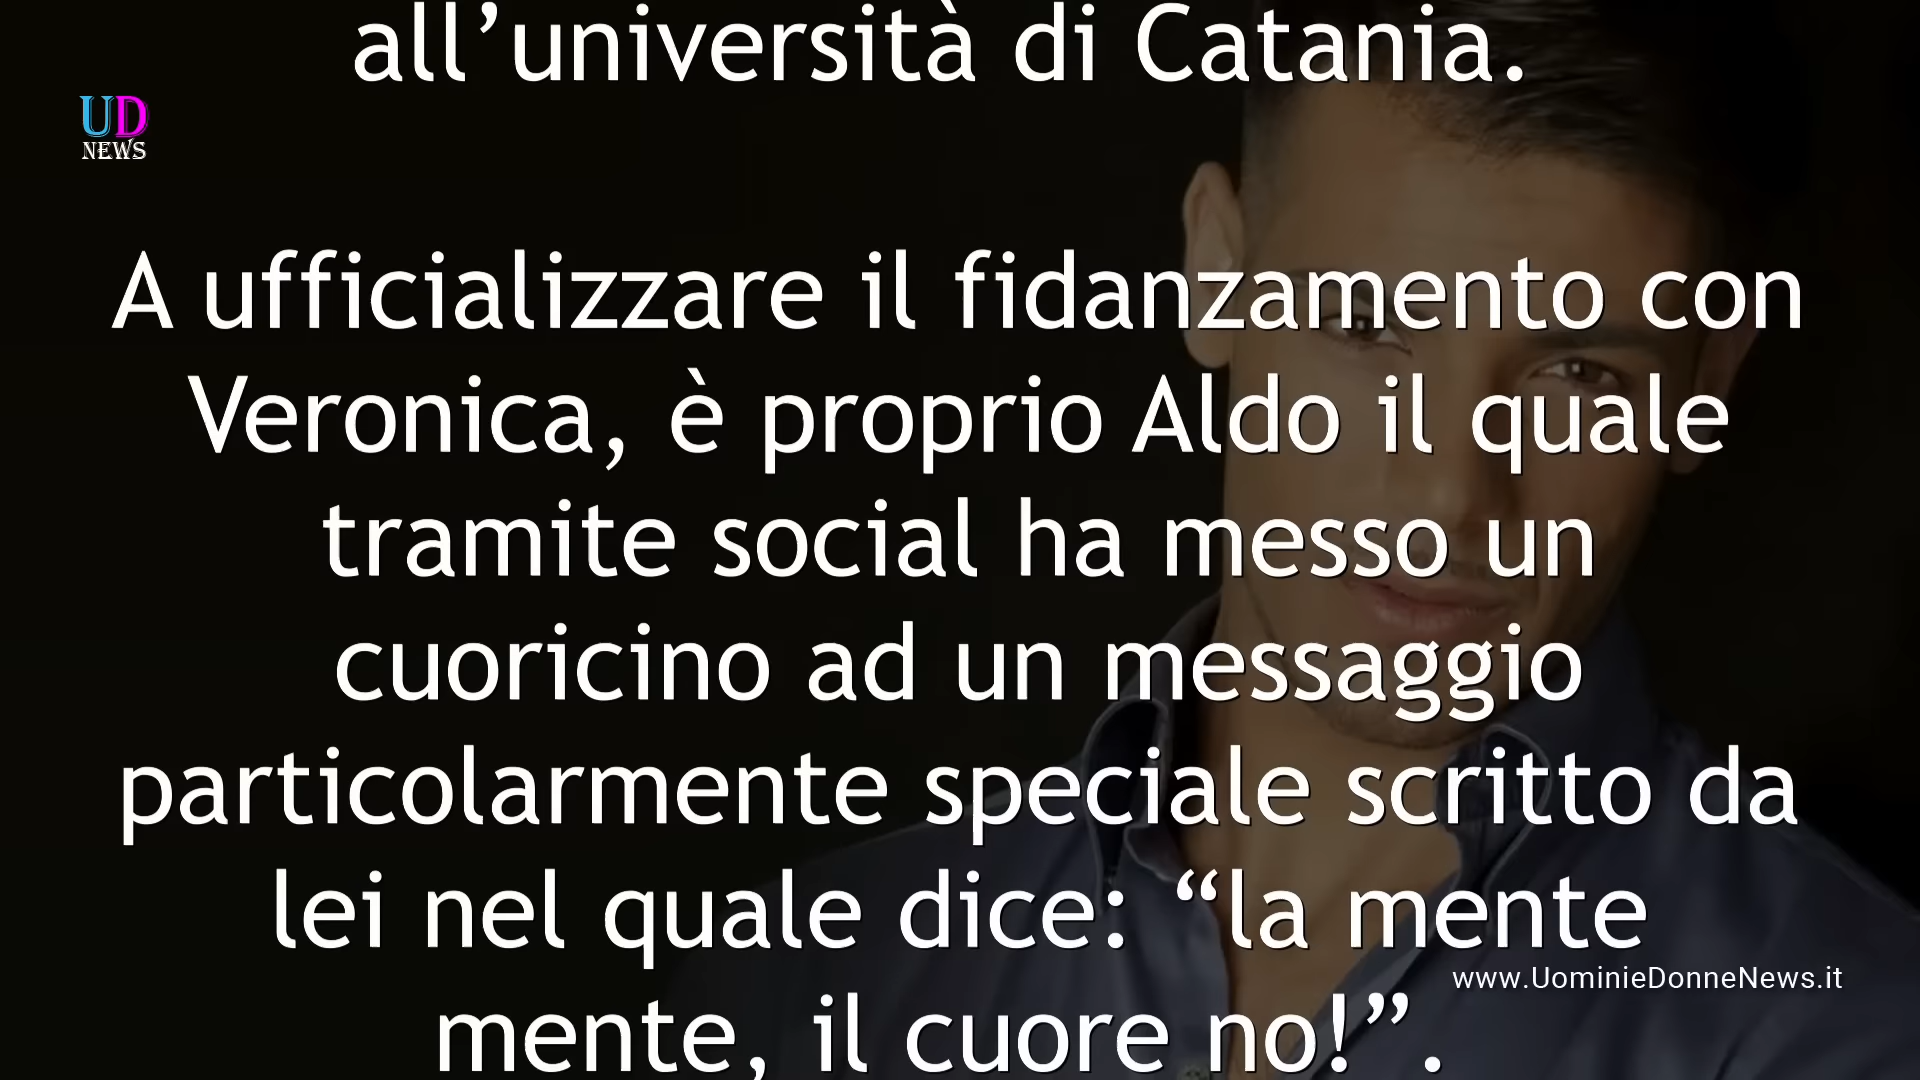 all’università di Catania.
UD
NEWS
A ufficializzare il fidanzamento con
Veronica, è proprio Aldo il quale
tramite social ha messo un
cuoricino ad un messaggio
particolarmente speciale scritto da
lei nel quale dice: “la mente
www.UominieDonneNews.it
mente, il cuore no!”.